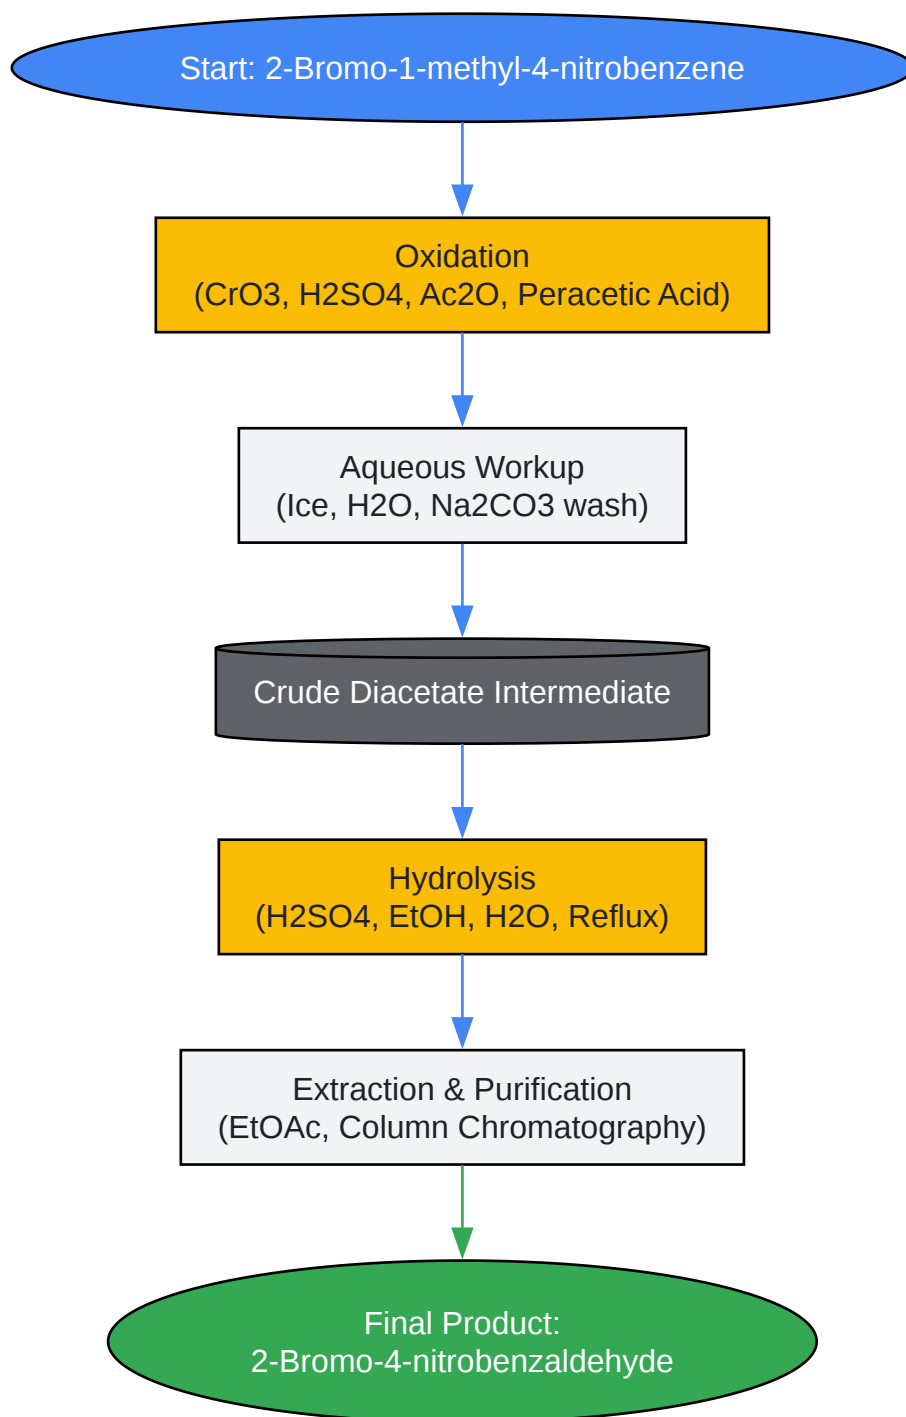 Start: 2-Bromo-1-methyl-4-nitrobenzene
Oxidation
(CrO3, H2SO4, Ac2O, Peracetic Acid)
Aqueous Workup
(Ice, H2O, Na2CO3 wash)
Crude Diacetate Intermediate
Hydrolysis
(H2SO4, EtOH, H2O, Reflux)
Extraction & Purification
(EtOAc, Column Chromatography)
Final Product:
2-Bromo-4-nitrobenzaldehyde